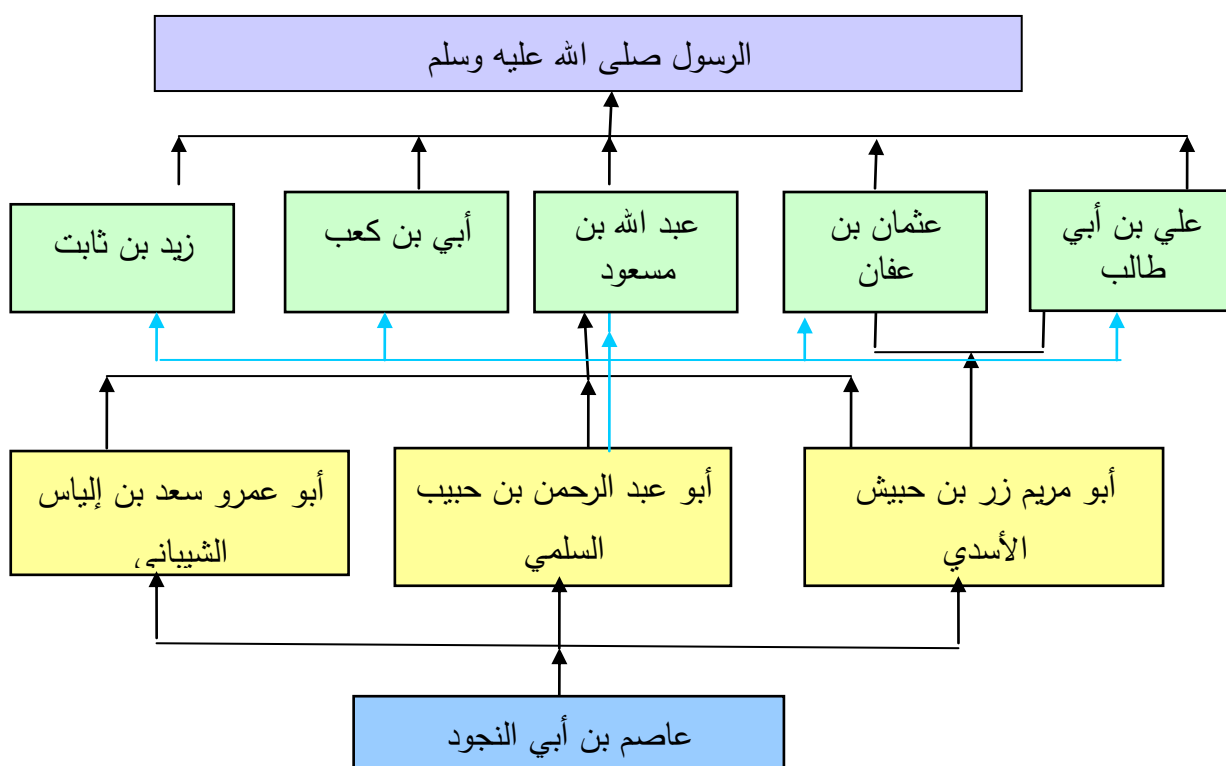 الرسول صلى الله عليه وسلم
علي بن أبي
طالب
عثمان بن
عفان
عبد الله بن
مسعود
أبي بن كعب
زيد بن ثابت
أبو مريم زر بن حبيش
الأسدي
أبو عبد الرحمن بن حبيب
السلمي
أبو عمرو سعد بن إلياس
الشيباني
عاصم بن أبي النجود